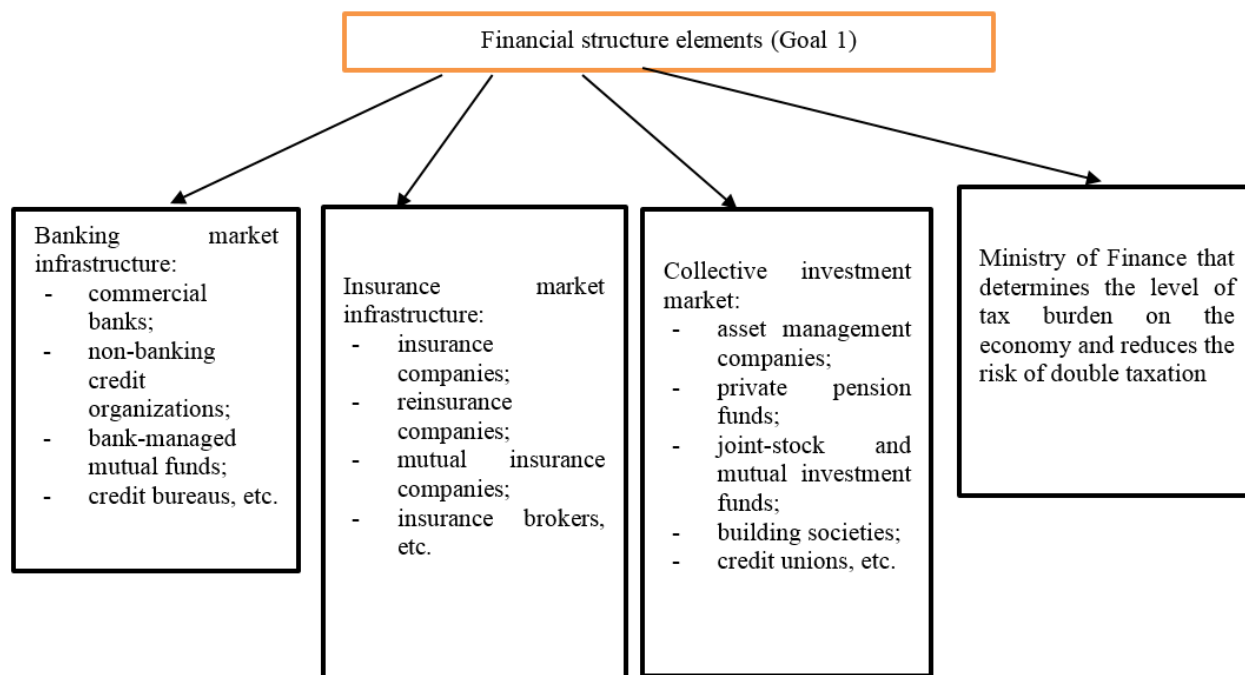 Financial structure elements (Goal 1)
Banking market
infrastructure:
- commercial
banks;
- non-banking
credit
organizations;
- bank-managed
mutual funds;
- credit bureaus, etc.
Insurance market
infrastructure:
- insurance
companies;
- reinsurance
companies;
- mutual insurance
companies;
- insurance brokers,
etc.
Collective investment
market:
- asset management
companies;
- private pension
funds;
- joint-stock and
mutual investment
funds;
- building societies;
- credit unions, etc.
Ministry of Finance that
determines the level of
tax burden on the
economy and reduces the
risk of double taxation